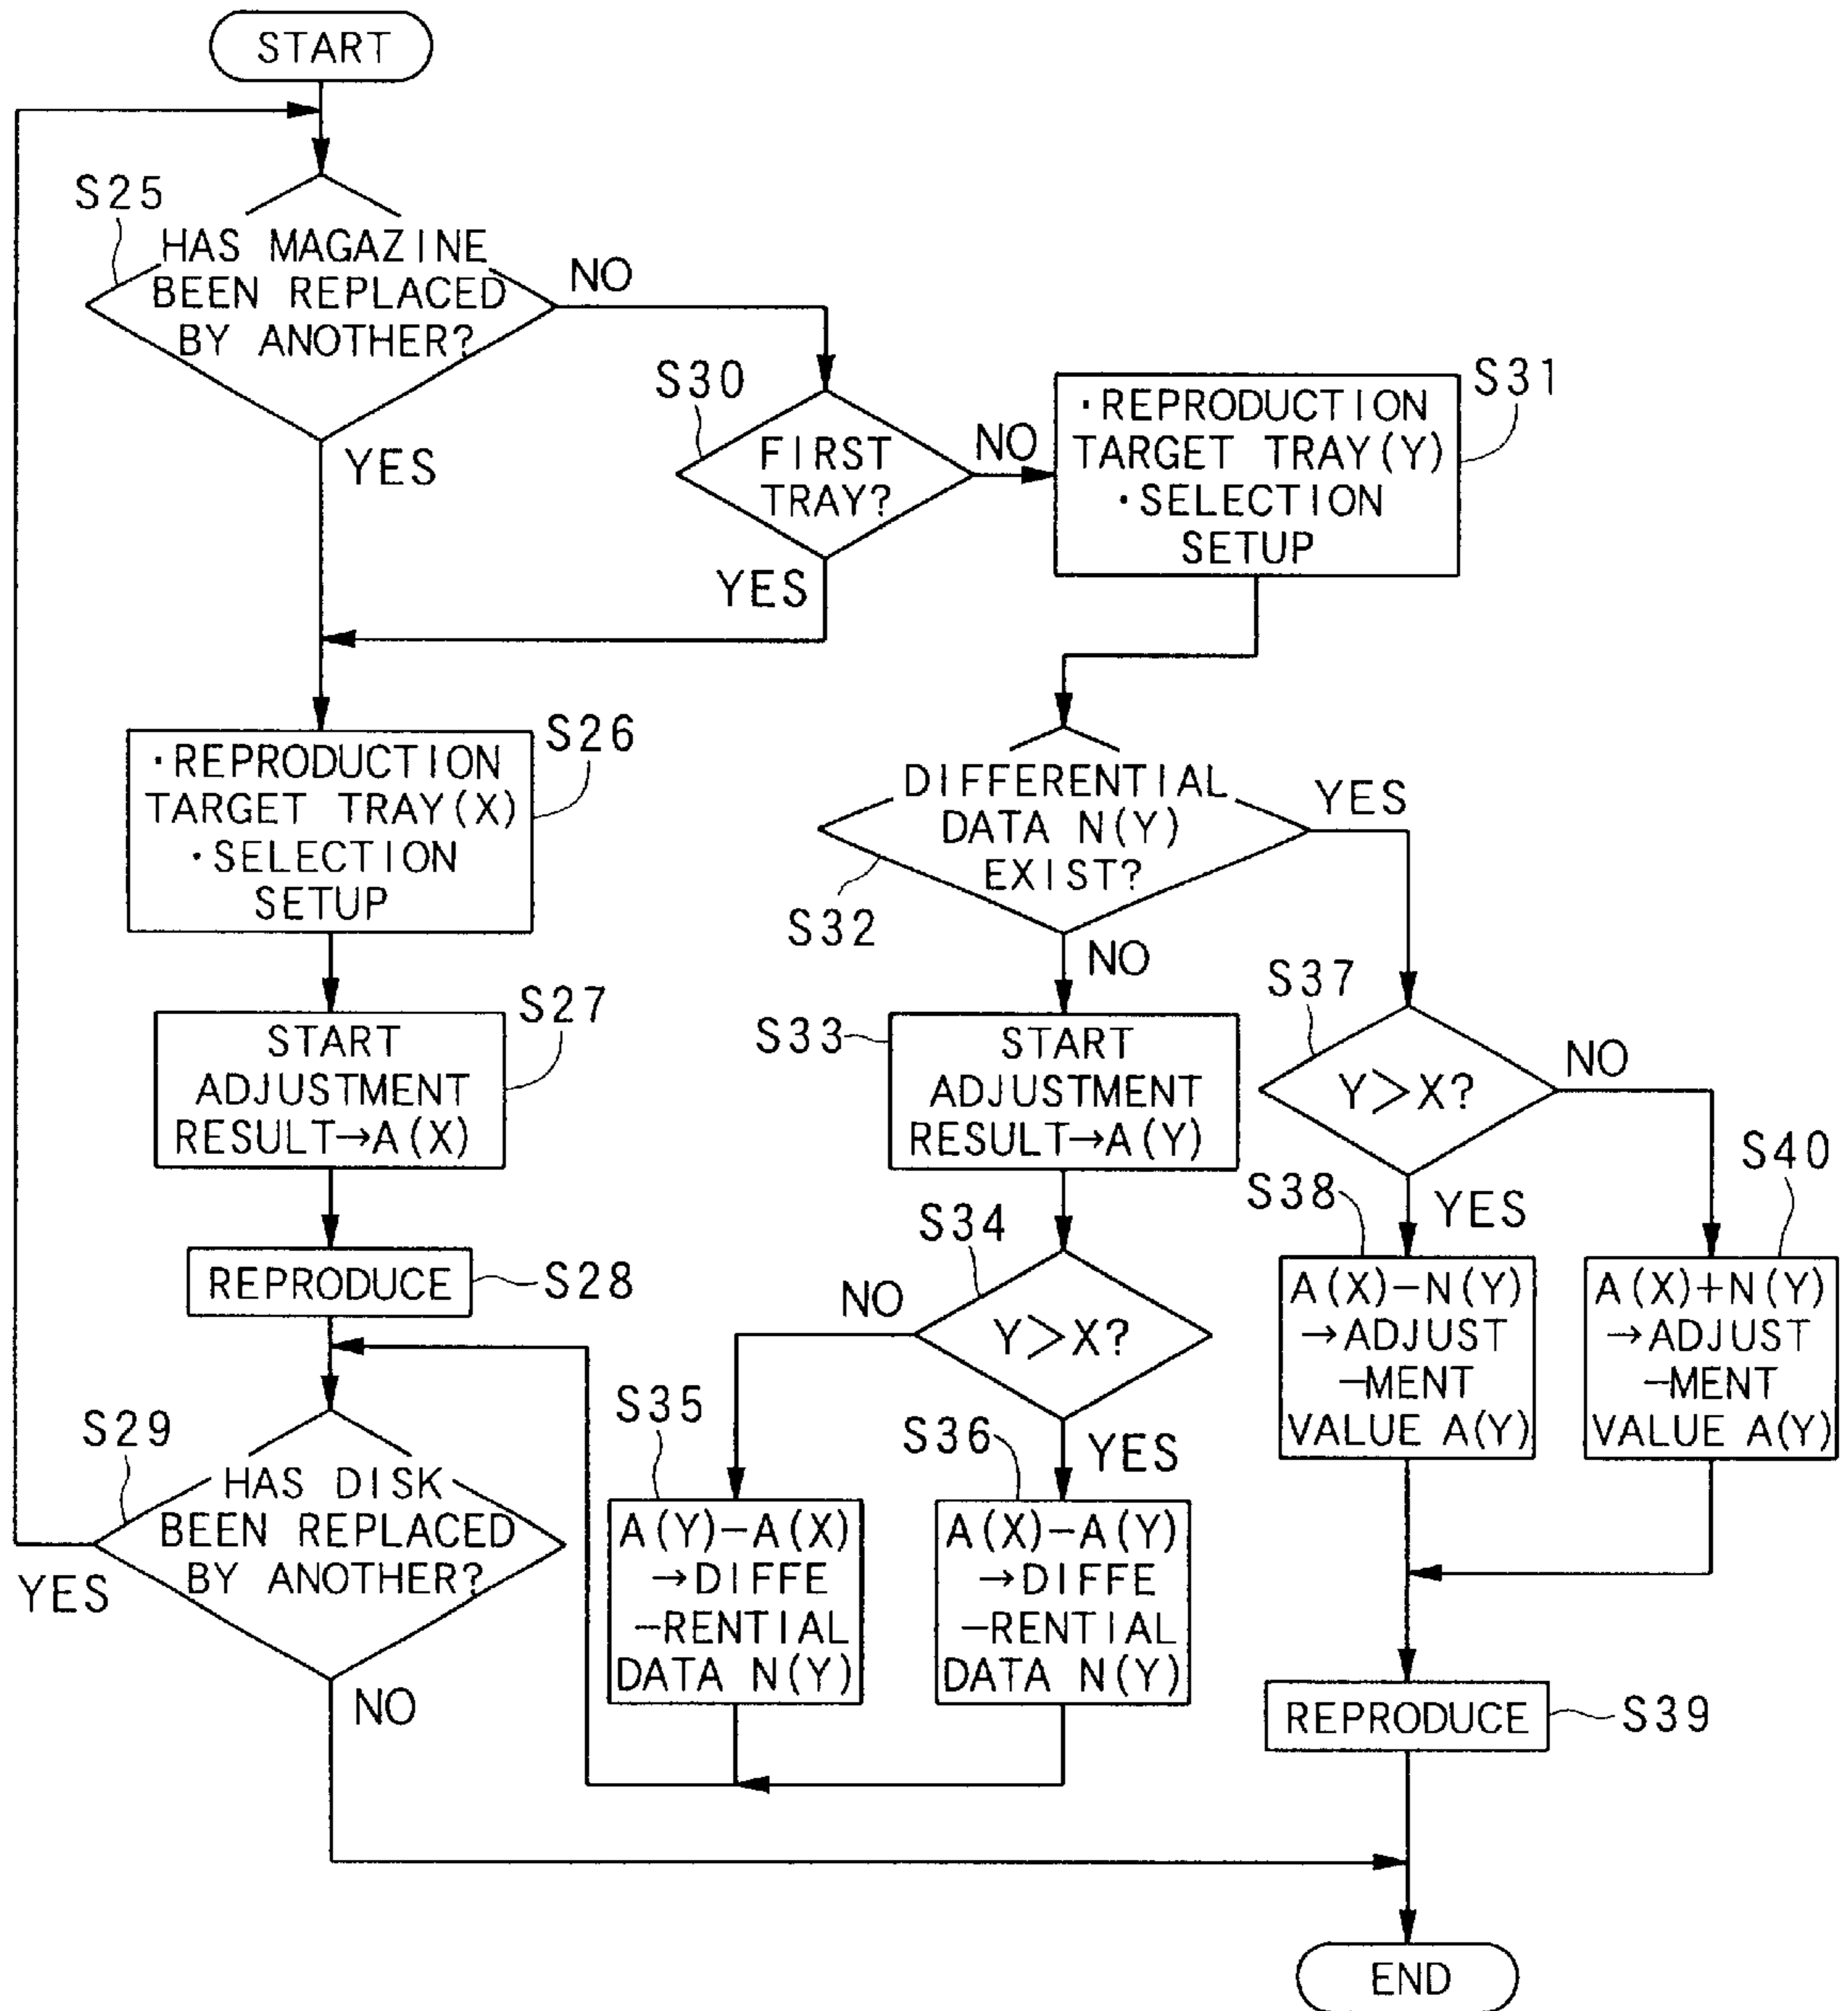 START
S25
HAS MAGAZINE
BEEN REPLACED
BY ANOTHER?
NO
YES
S30
FIRST
TRAY?
NO
YES
S31
·REPRODUCTION
TARGET TRAY(Y)
·SELECTION
SETUP
S26
·REPRODUCTION
TARGET TRAY(X)
·SELECTION
SETUP
DIFFERENTIAL
DATA N(Y)
EXIST?
YES
S32
NO
S27
START
ADJUSTMENT
RESULT→A(X)
S33
START
ADJUSTMENT
RESULT→A(Y)
S37
Y>X?
NO
YES
S28
REPRODUCE
S34
Y>X?
NO
YES
S38
A(X)−N(Y)
→ADJUST
−MENT
VALUE A(Y)
S40
A(X)+N(Y)
→ADJUST
−MENT
VALUE A(Y)
S29
HAS DISK
BEEN REPLACED
BY ANOTHER?
YES
NO
S35
A(Y)−A(X)
→DIFFE
−RENTIAL
DATA N(Y)
S36
A(X)−A(Y)
→DIFFE
−RENTIAL
DATA N(Y)
REPRODUCE
S39
END